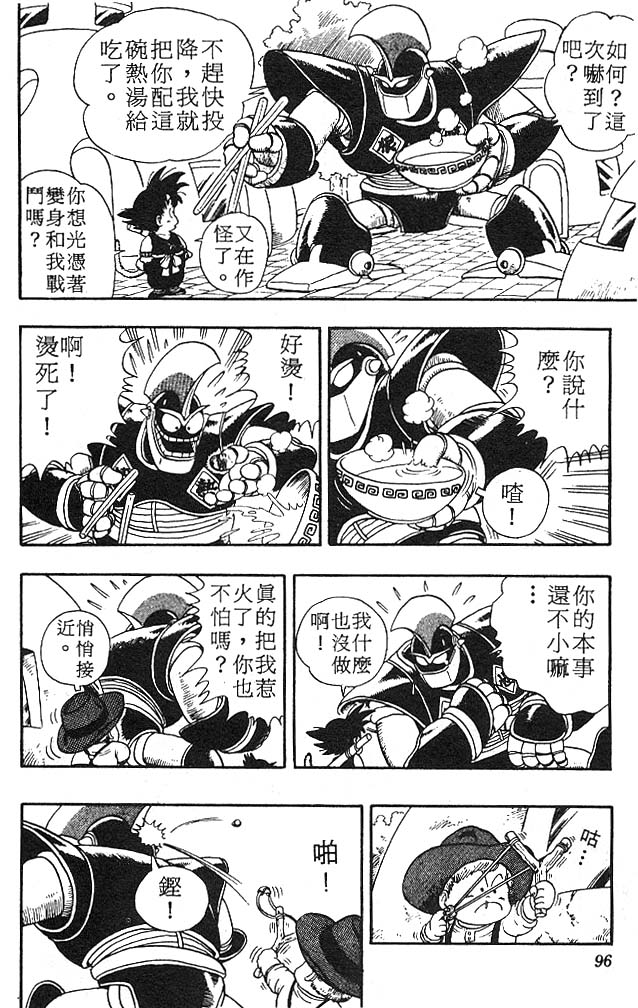 如何？這
次嚇到了
吧？
不趕快投
降，我就
把你配這
碗熱湯給
吃了。
又在作
怪了。
你想光憑著
變身和我戰
鬥嗎？
你說什
麼？
喳！
好燙！
啊！
燙死了！
你的本事
還不小嘛
…
我什麼
也沒做
啊！
真的把我惹
火了，你也
不怕嗎？
悄悄接
近。
咕…
啪！
鏗！
96